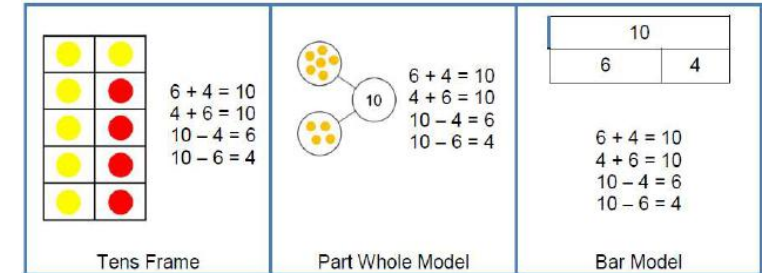 6 + 4 = 10
4 + 6 = 10
10 – 4 = 6
10 – 6 = 4
Tens Frame
10
6 + 4 = 10
4 + 6 = 10
10 – 4 = 6
10 – 6 = 4
Part Whole Model
10
6 4
6 + 4 = 10
4 + 6 = 10
10 – 4 = 6
10 – 6 = 4
Bar Model